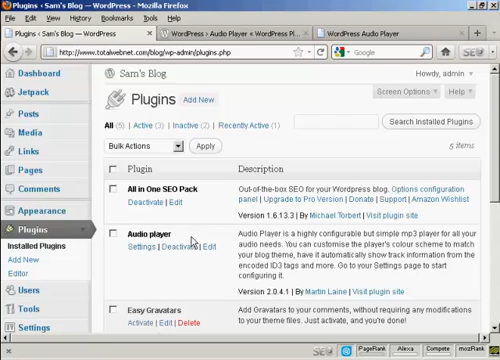 Plugins ‹ Sam's Blog — WordPress - Mozilla Firefox
File Edit View History Bookmarks Tools Help
Plugins ‹ Sam's Blog — WordPress
WordPress › Audio Player « WordPress Pl...
WordPress Audio Player
http://www.totalwebnet.com/blog/wp-admin/plugins.php
Google
Dashboard
Jetpack
Posts
Media
Links
Pages
Comments
Appearance
Plugins
Installed Plugins
Add New
Editor
Users
Tools
Settings
Sam's Blog
Howdy, admin
Plugins Add New
Screen Options
Help
All (5) | Active (3) | Inactive (2) | Recently Active (1)
Search Installed Plugins
Bulk Actions
Apply
5 items
Plugin
Description
All in One SEO Pack
Deactivate | Edit
Out-of-the-box SEO for your Wordpress blog. Options configuration
panel | Upgrade to Pro Version | Donate | Support | Amazon Wishlist
Version 1.6.13.3 | By Michael Torbert | Visit plugin site
Audio player
Settings | Deactivate | Edit
Audio Player is a highly configurable but simple mp3 player for all your
audio needs. You can customise the player's colour scheme to match
your blog theme, have it automatically show track information from the
encoded ID3 tags and more. Go to your Settings page to start
configuring it.
Version 2.0.4.1 | By Martin Laine | Visit plugin site
Easy Gravatars
Activate | Edit | Delete
Add Gravatars to your comments, without requiring any modifications
to your theme files. Just activate, and you're done!
PageRank
Alexa
Compete
mozRank